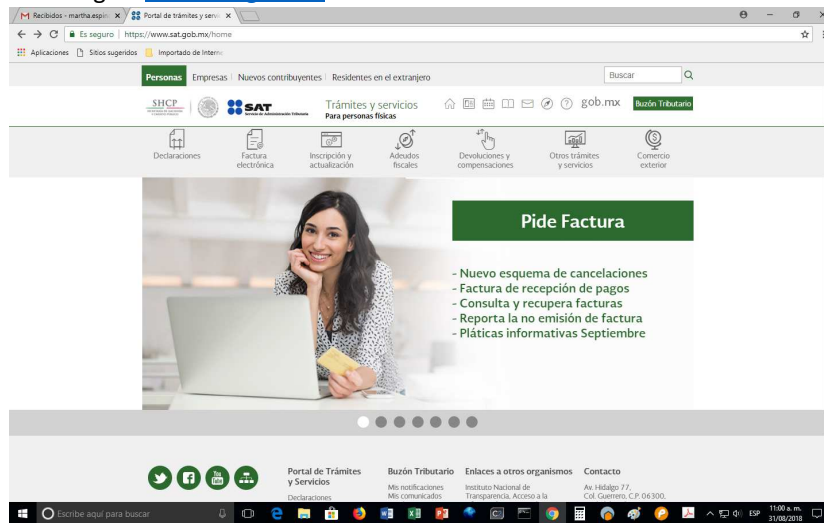 Recibidos - martha.espin
Portal de trámites y servi
Es seguro | https://www.sat.gob.mx/home
Aplicaciones Sitios sugeridos Importado de Interne
Personas Empresas Nuevos contribuyentes Residentes en el extranjero Buscar
SHCP SAT Trámites y servicios gob.mx Buzón Tributario
Servicio de Administración Tributaria Para personas físicas
Declaraciones
Factura electrónica
Inscripción y actualización
Adeudos fiscales
Devoluciones y compensaciones
Otros trámites y servicios
Comercio exterior
Pide Factura
- Nuevo esquema de cancelaciones
- Factura de recepción de pagos
- Consulta y recupera facturas
- Reporta la no emisión de factura
- Pláticas informativas Septiembre
Portal de Trámites y Servicios
Declaraciones
Buzón Tributario
Mis notificaciones
Mis comunicados
Enlaces a otros organismos
Instituto Nacional de
Transparencia, Acceso a la
Contacto
Av. Hidalgo 77,
Col. Guerrero, C.P. 06300,
Escribe aquí para buscar
ESP
11:00 a. m.
31/08/2018